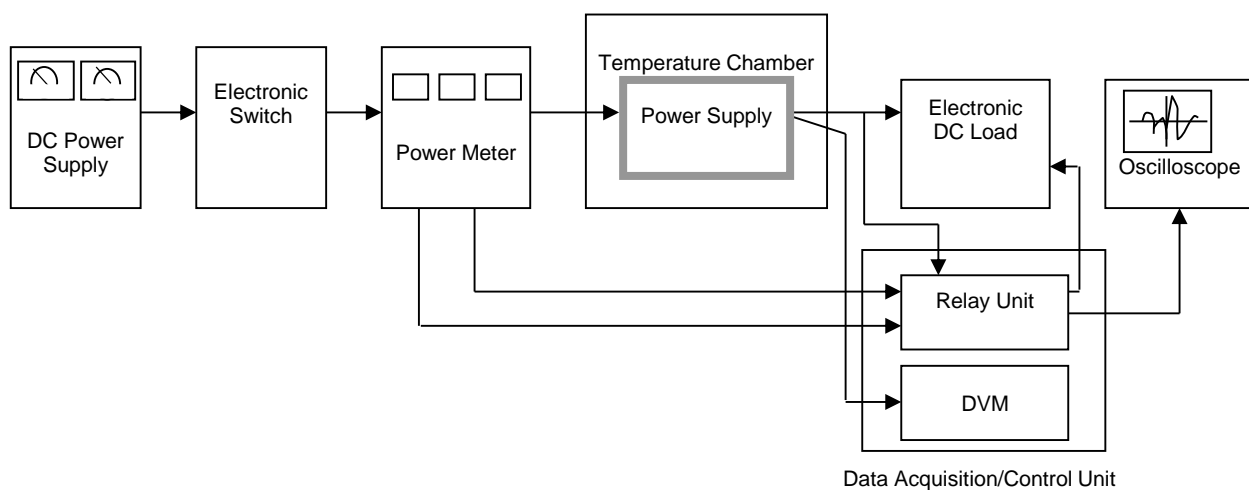 DC Power
Supply
Electronic
Switch
Power Meter
Temperature Chamber
Power Supply
Electronic
DC Load
Oscilloscope
Relay Unit
DVM
Data Acquisition/Control Unit